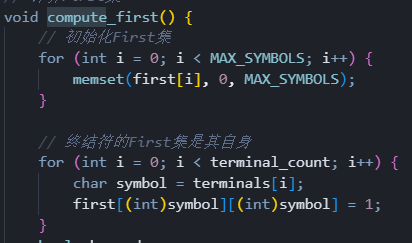 void compute_first() {
// 初始化First集
for (int i = 0; i < MAX_SYMBOLS; i++) {
memset(first[i], 0, MAX_SYMBOLS);
}
// 终结符的First集是其自身
for (int i = 0; i < terminal_count; i++) {
char symbol = terminals[i];
first[(int)symbol][(int)symbol] = 1;
}